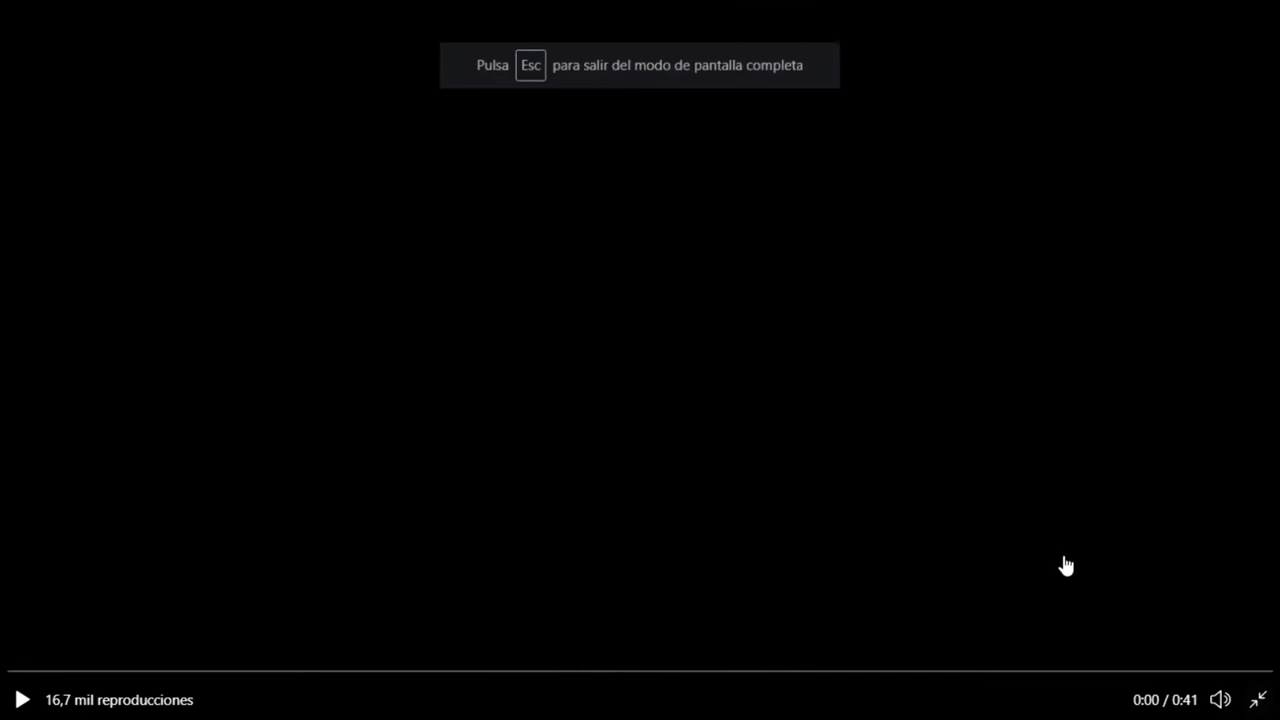 Pulsa Esc para salir del modo de pantalla completa
16,7 mil reproducciones
0:00 / 0:41